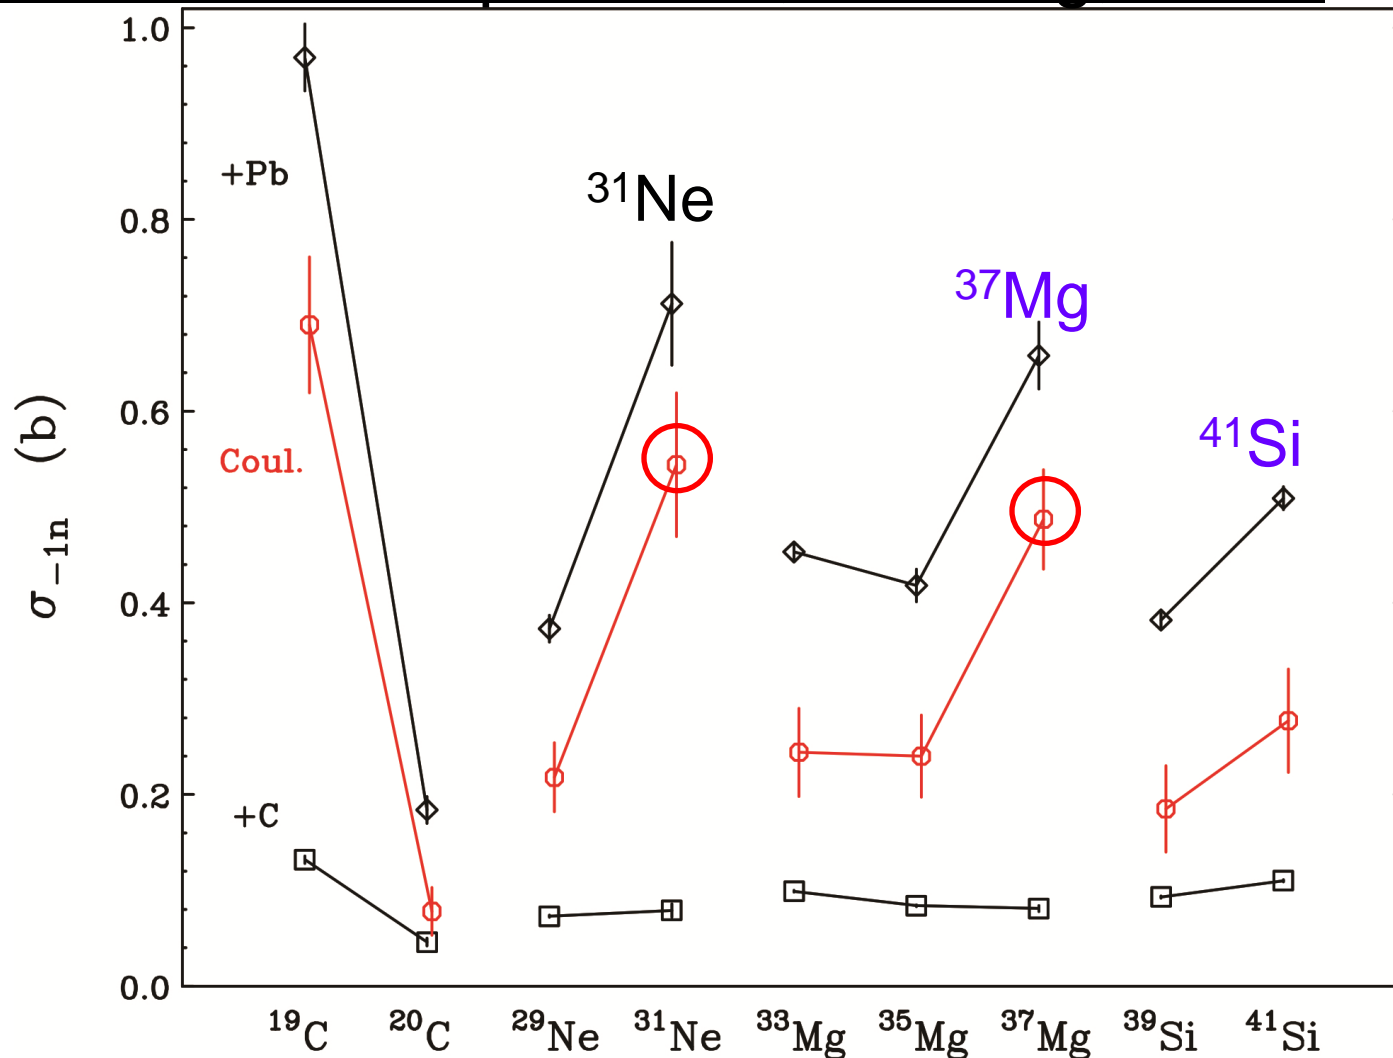 1.0
+Pb
³¹Ne
0.8
³⁷Mg
0.6
σ₋₁ₙ (b)
⁴¹Si
Coul.
0.4
0.2
+C
0.0
¹⁹C ²⁰C ²⁹Ne ³¹Ne ³³Mg ³⁵Mg ³⁷Mg ³⁹Si ⁴¹Si